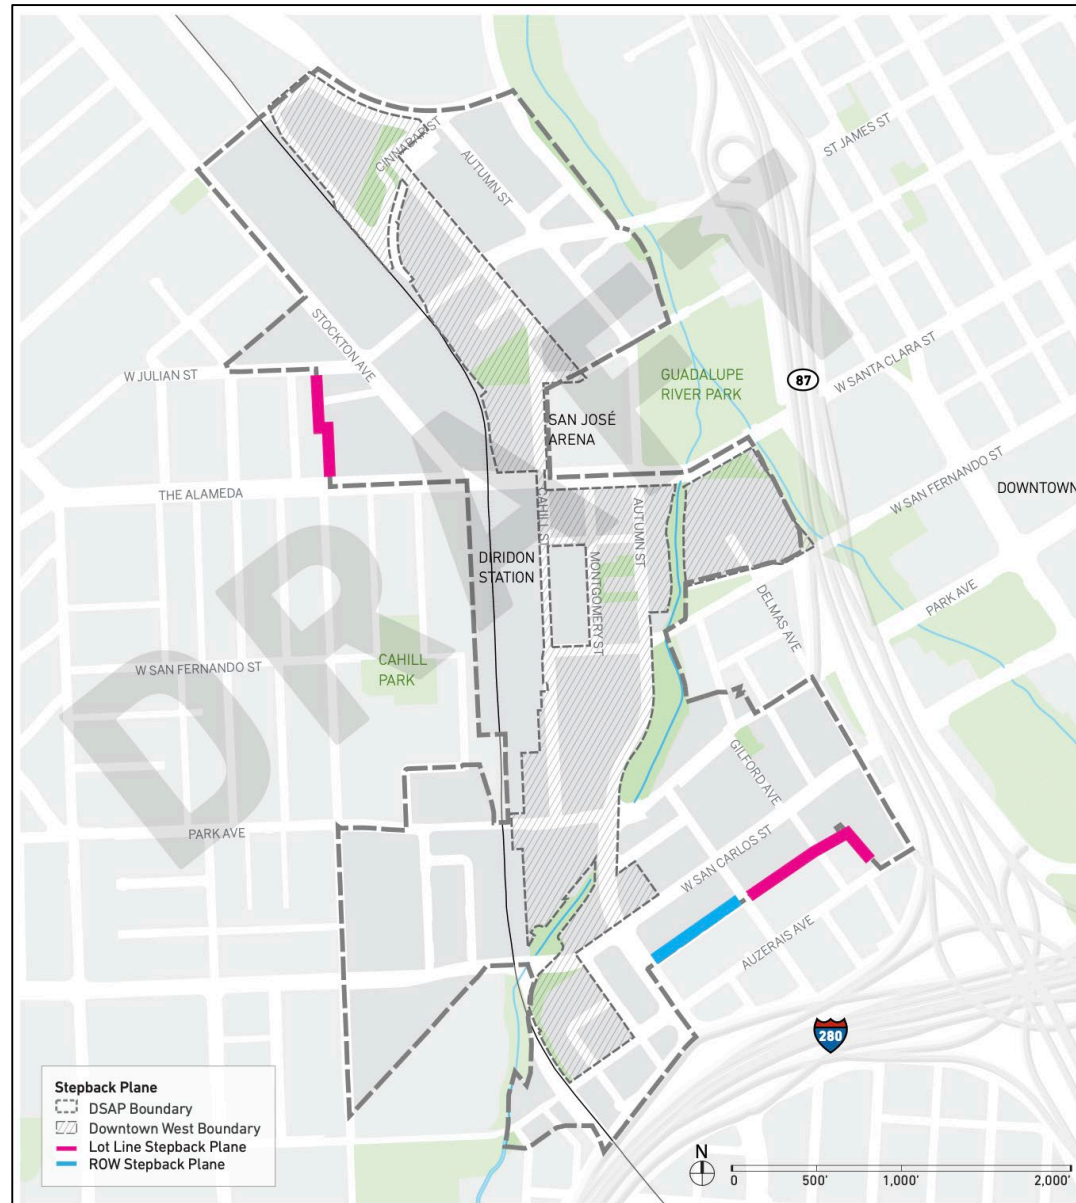 CINNABAR ST
AUTUMN ST
ST JAMES ST
STOCKTON AVE
W JULIAN ST
GUADALUPE
RIVER PARK
87
W SANTA CLARA ST
SAN JOSÉ
ARENA
THE ALAMEDA
W SAN FERNANDO ST
DOWNTOWN
CAHILL ST
AUTUMN ST
MONTGOMERY ST
DIRIDON
STATION
DELMAS AVE
PARK AVE
W SAN FERNANDO ST
CAHILL
PARK
GILFORD AVE
PARK AVE
W SAN CARLOS ST
AUZERAIS AVE
280
DRAFT
Stepback Plane
DSAP Boundary
Downtown West Boundary
Lot Line Stepback Plane
ROW Stepback Plane
N
0 500' 1,000' 2,000'